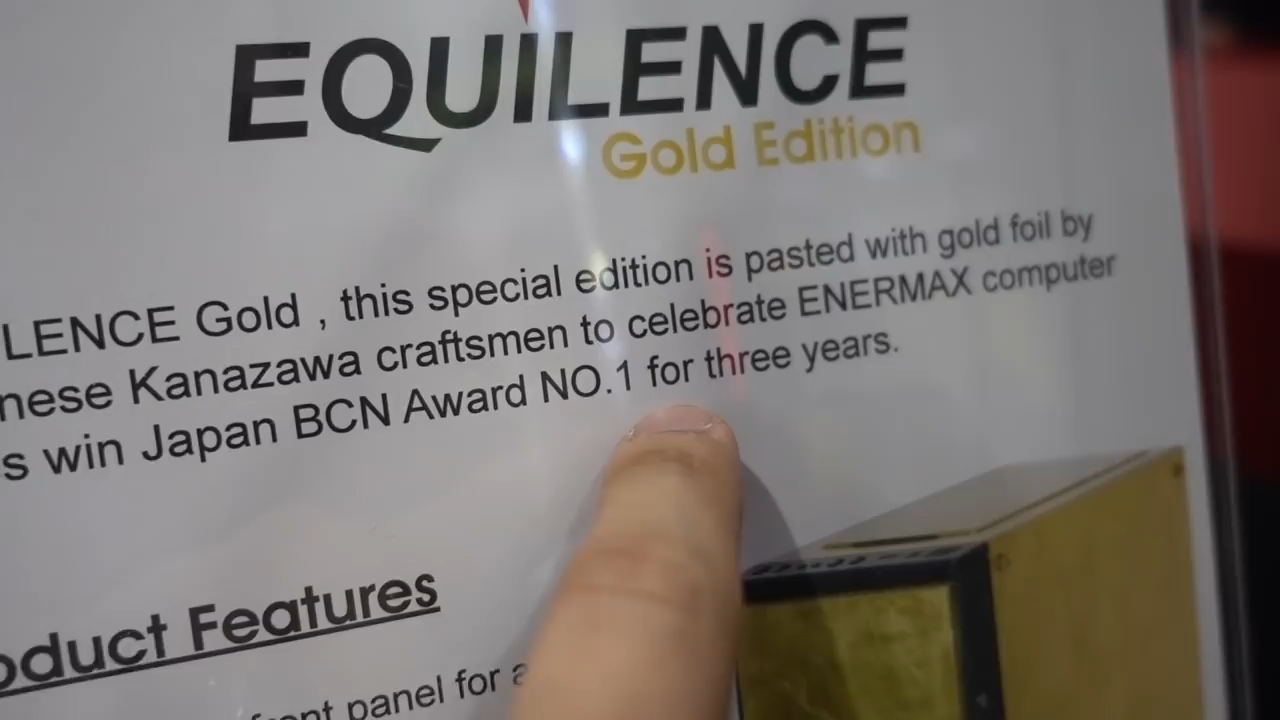 EQUILENCE
Gold Edition
LENCE Gold , this special edition is pasted with gold foil by
nese Kanazawa craftsmen to celebrate ENERMAX computer
s win Japan BCN Award NO.1 for three years.
oduct Features
front panel for a